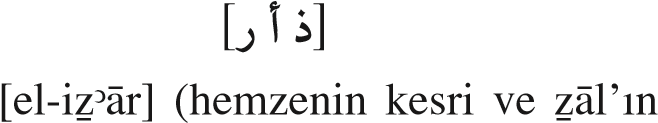 [ذ أ ر]
[el-iẕʾār] (hemzenin kesri ve ẕāl’ın